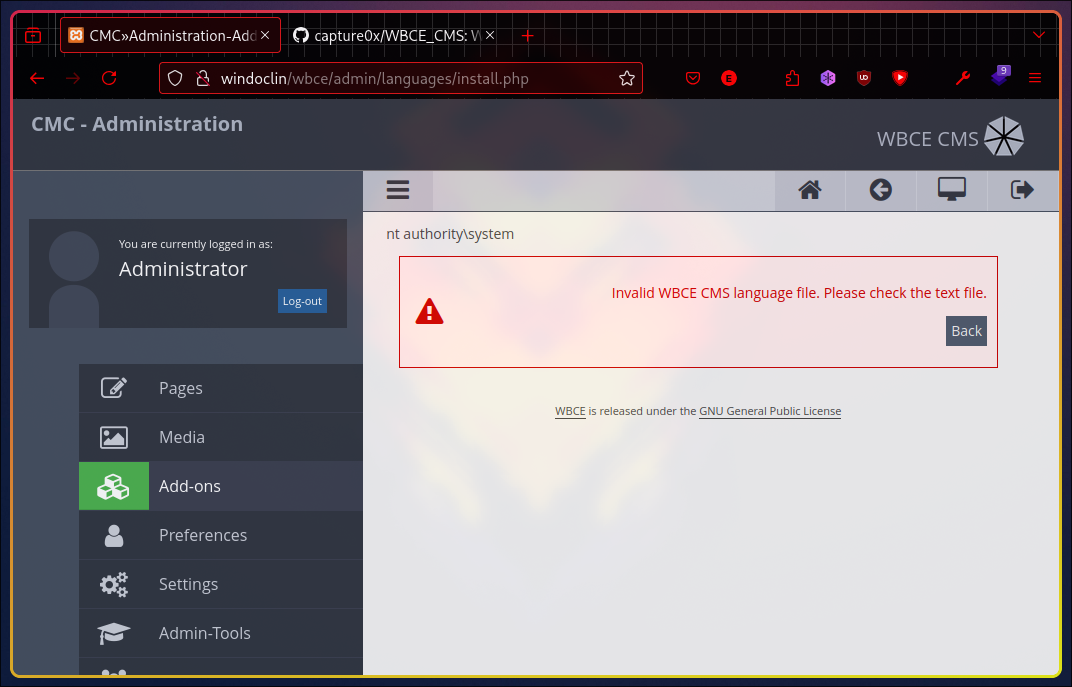 CMC»Administration-Add
capture0x/WBCE_CMS: W
windoclin/wbce/admin/languages/install.php
E
UD
9
CMC - Administration
WBCE CMS
nt authority\system
You are currently logged in as:
Administrator
Log-out
Invalid WBCE CMS language file. Please check the text file.
Back
WBCE is released under the GNU General Public License
Pages
Media
Add-ons
Preferences
Settings
Admin-Tools